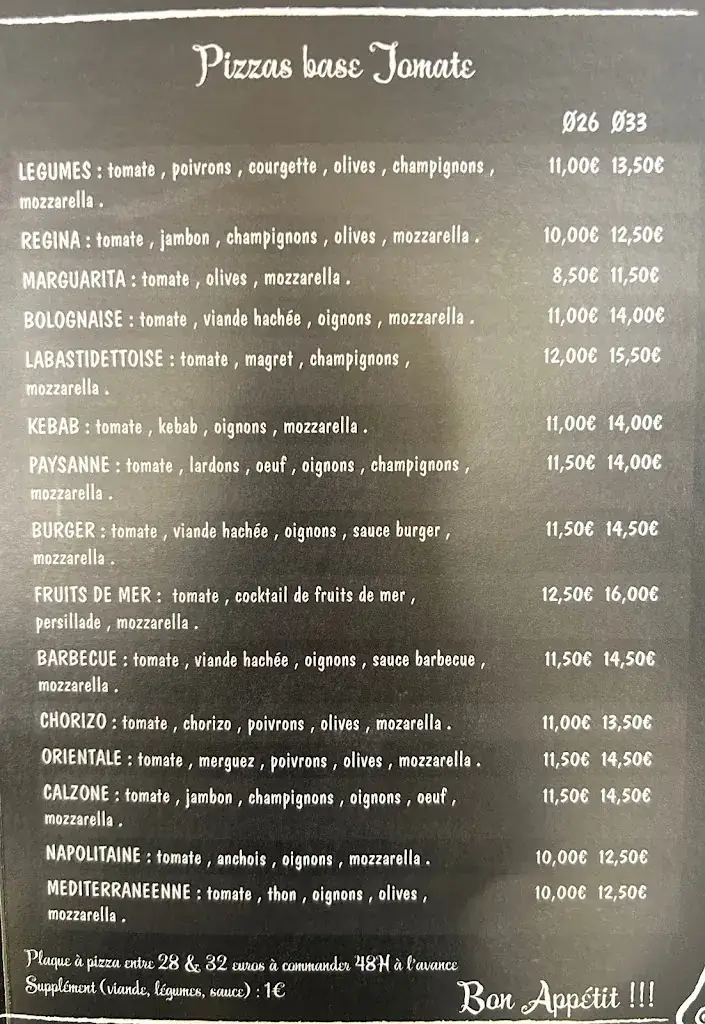 Pizzas base Tomate
Ø26 Ø33
LEGUMES : tomate , poivrons , courgette , olives , champignons , 11,00€ 13,50€
mozzarella .
REGINA : tomate , jambon , champignons , olives , mozzarella . 10,00€ 12,50€
MARGUARITA : tomate , olives , mozzarella . 8,50€ 11,50€
BOLOGNAISE : tomate , viande hachée , oignons , mozzarella . 11,00€ 14,00€
LABASTIDETTOISE : tomate , magret , champignons , 12,00€ 15,50€
mozzarella .
KEBAB : tomate , kebab , oignons , mozzarella . 11,00€ 14,00€
PAYSANNE : tomate , lardons , oeuf , oignons , champignons , 11,50€ 14,00€
mozzarella .
BURGER : tomate , viande hachée , oignons , sauce burger , 11,50€ 14,50€
mozzarella .
FRUITS DE MER : tomate , cocktail de fruits de mer , 12,50€ 16,00€
persillade , mozzarella .
BARBECUE : tomate , viande hachée , oignons , sauce barbecue , 11,50€ 14,50€
mozzarella .
CHORIZO : tomate , chorizo , poivrons , olives , mozarella . 11,00€ 13,50€
ORIENTALE : tomate , merguez , poivrons , olives , mozzarella . 11,50€ 14,50€
CALZONE : tomate , jambon , champignons , oignons , oeuf , 11,50€ 14,50€
mozzarella .
NAPOLITAINE : tomate , anchois , oignons , mozzarella . 10,00€ 12,50€
MEDITERRANEENNE : tomate , thon , oignons , olives , 10,00€ 12,50€
mozzarella .
Plaque à pizza entre 28 & 32 euros à commander 48H à l'avance
Supplément (viande, légumes, sauce) : 1€
Bon Appétit !!!